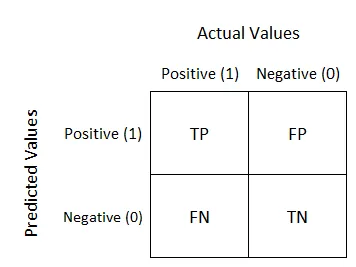 Actual Values
Positive (1) Negative (0)
Predicted Values
Positive (1) TP FP
Negative (0) FN TN